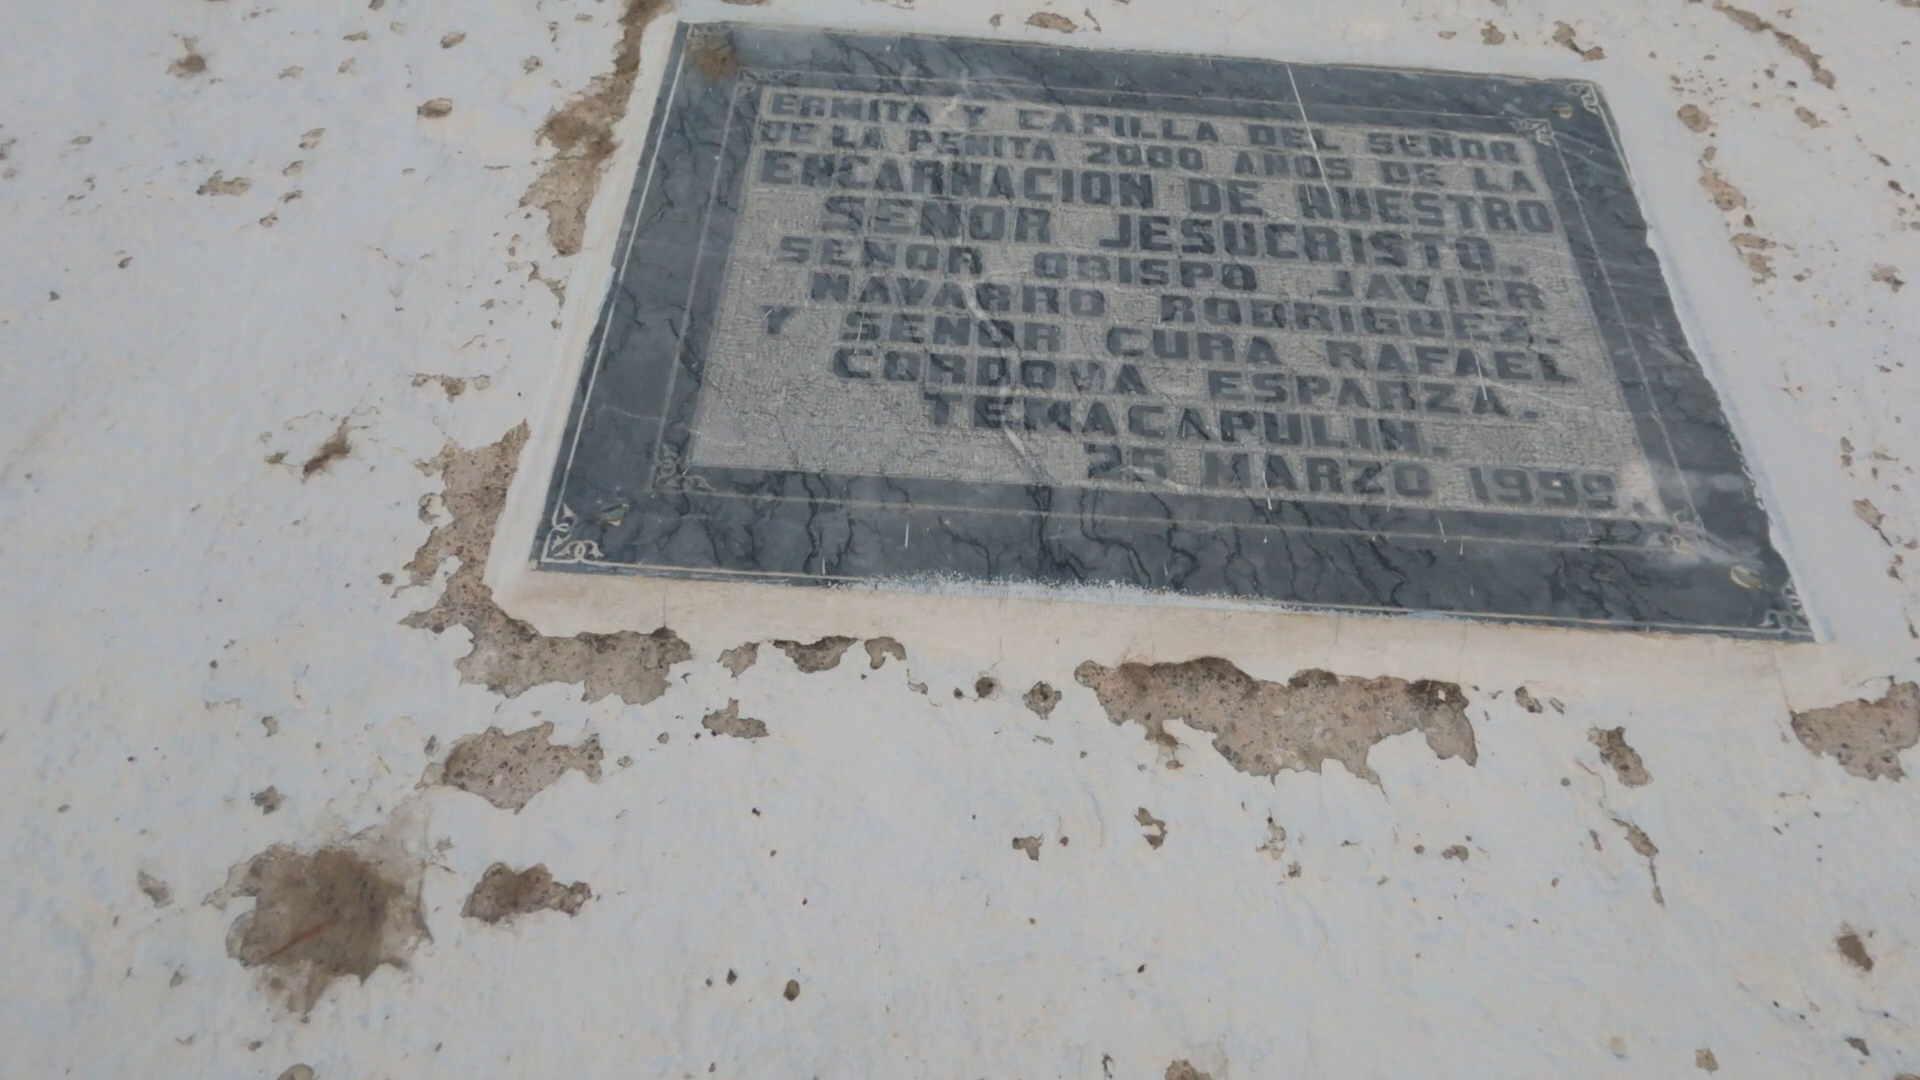 ERMITA Y CAPILLA DEL SEÑOR
DE LA PEÑITA 2000 AÑOS DE LA
ENCARNACION DE NUESTRO
SEÑOR JESUCRISTO.
SEÑOR OBISPO JAVIER
NAVARRO RODRIGUEZ.
Y SEÑOR CURA RAFAEL
CORDOVA ESPARZA.
TEMACAPULIN.
25 MARZO 1999